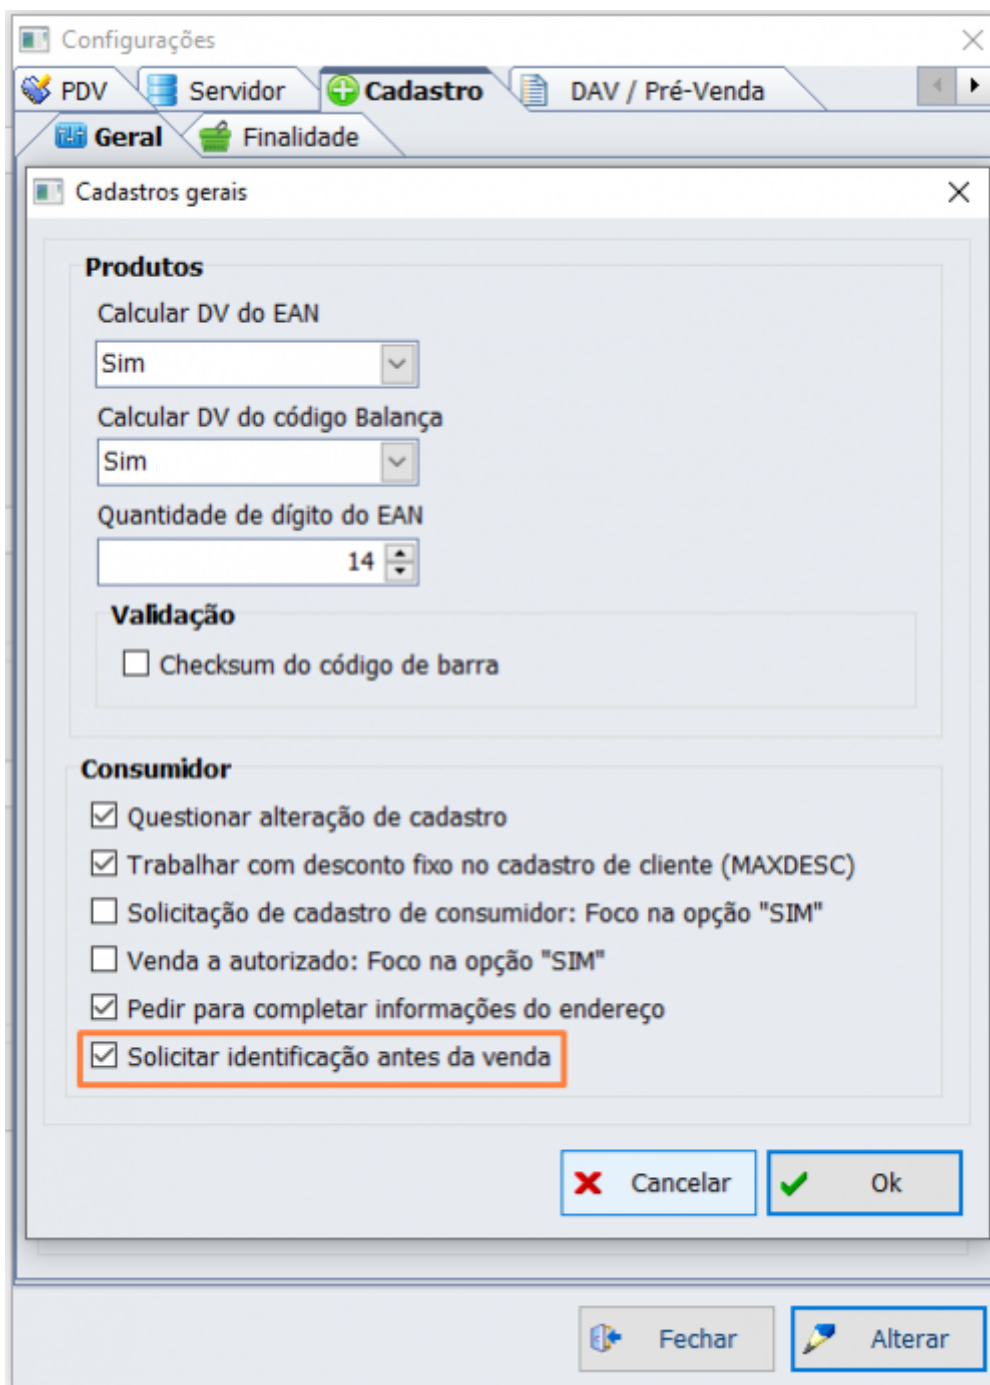 Configurações
PDV Servidor Cadastro DAV / Pré-Venda
Geral Finalidade
Cadastros gerais
Produtos
Calcular DV do EAN
Sim
Calcular DV do código Balança
Sim
Quantidade de dígito do EAN
14
Validação
Checksum do código de barra
Consumidor
Questionar alteração de cadastro
Trabalhar com desconto fixo no cadastro de cliente (MAXDESC)
Solicitação de cadastro de consumidor: Foco na opção "SIM"
Venda a autorizado: Foco na opção "SIM"
Pedir para completar informações do endereço
Solicitar identificação antes da venda
Cancelar Ok
Fechar Alterar